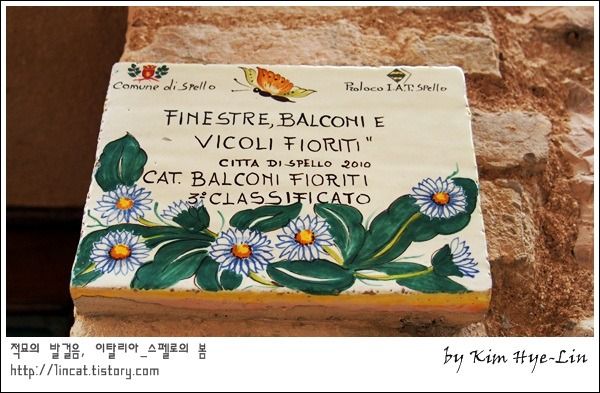 Comune di Spello
Proloco I.A.T. Spello
FINESTRE, BALCONI E
VICOLI FIORITI"
CITTA DI SPELLO 2010
CAT. BALCONI FIORITI
3° CLASSIFICATO
적묘의 발걸음, 이탈리아_스펠로의 봄
http://lincat.tistory.com
by Kim Hye-Lin